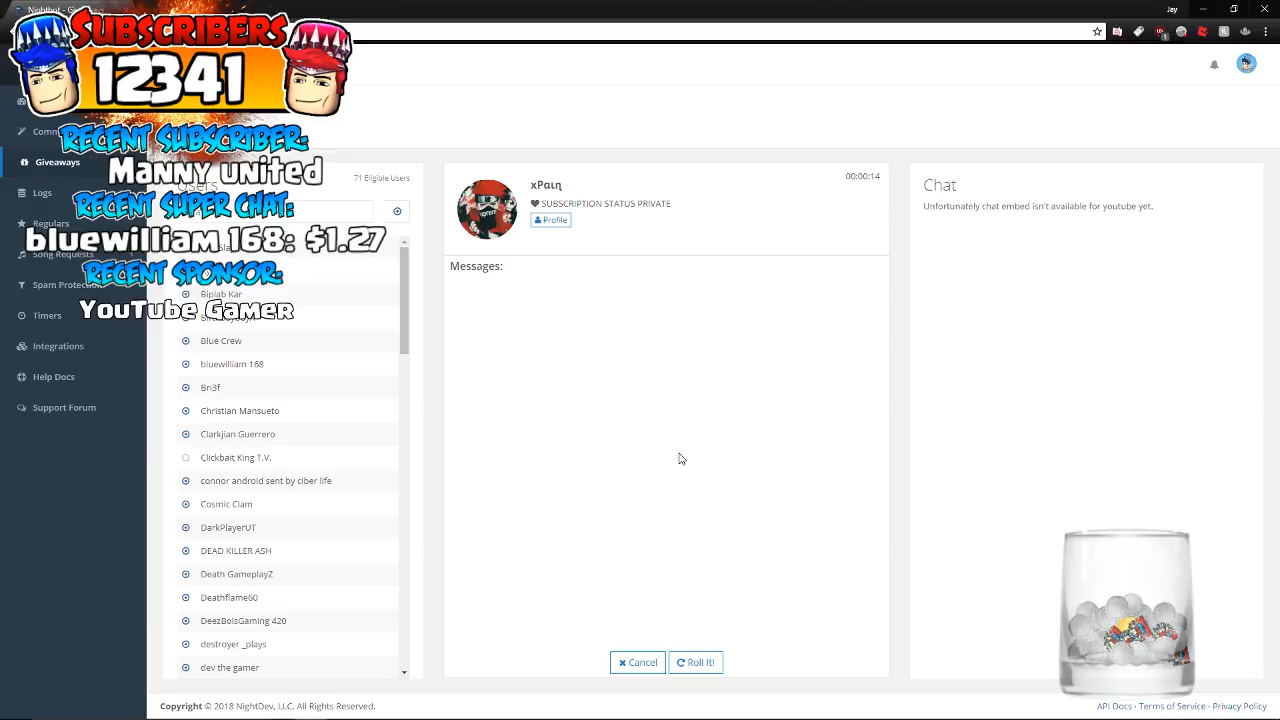 Jay
SUBSCRIBERS
12341
RECENT SUBSCRIBER:
Manny united
RECENT SUPER CHAT:
bluewilliam 168: $1.27
RECENT SPONSOR:
YouTube Gamer
Giveaways
Logs
Regulars
Song Requests
Spam Protection
Timers
Integrations
Help Docs
Support Forum
Users
71 Eligible Users
Biplab Kar
Blue Crew
bluewilliam 168
Bri3f
Christian Mansueto
Clarkjian Guerrero
Clickbait King T.V.
connor android sent by ciber life
Cosmic Clam
DarkPlayerUT
DEAD KILLER ASH
Death GameplayZ
Deathflame60
DeezBoisGaming 420
destroyer _plays
dev the gamer
xPαιɳ
SUBSCRIPTION STATUS PRIVATE
Profile
00:00:14
Messages:
Cancel
Roll It!
Chat
Unfortunately chat embed isn't available for youtube yet.
Copyright © 2018 NightDev, LLC. All Rights Reserved.
API Docs · Terms of Service · Privacy Policy